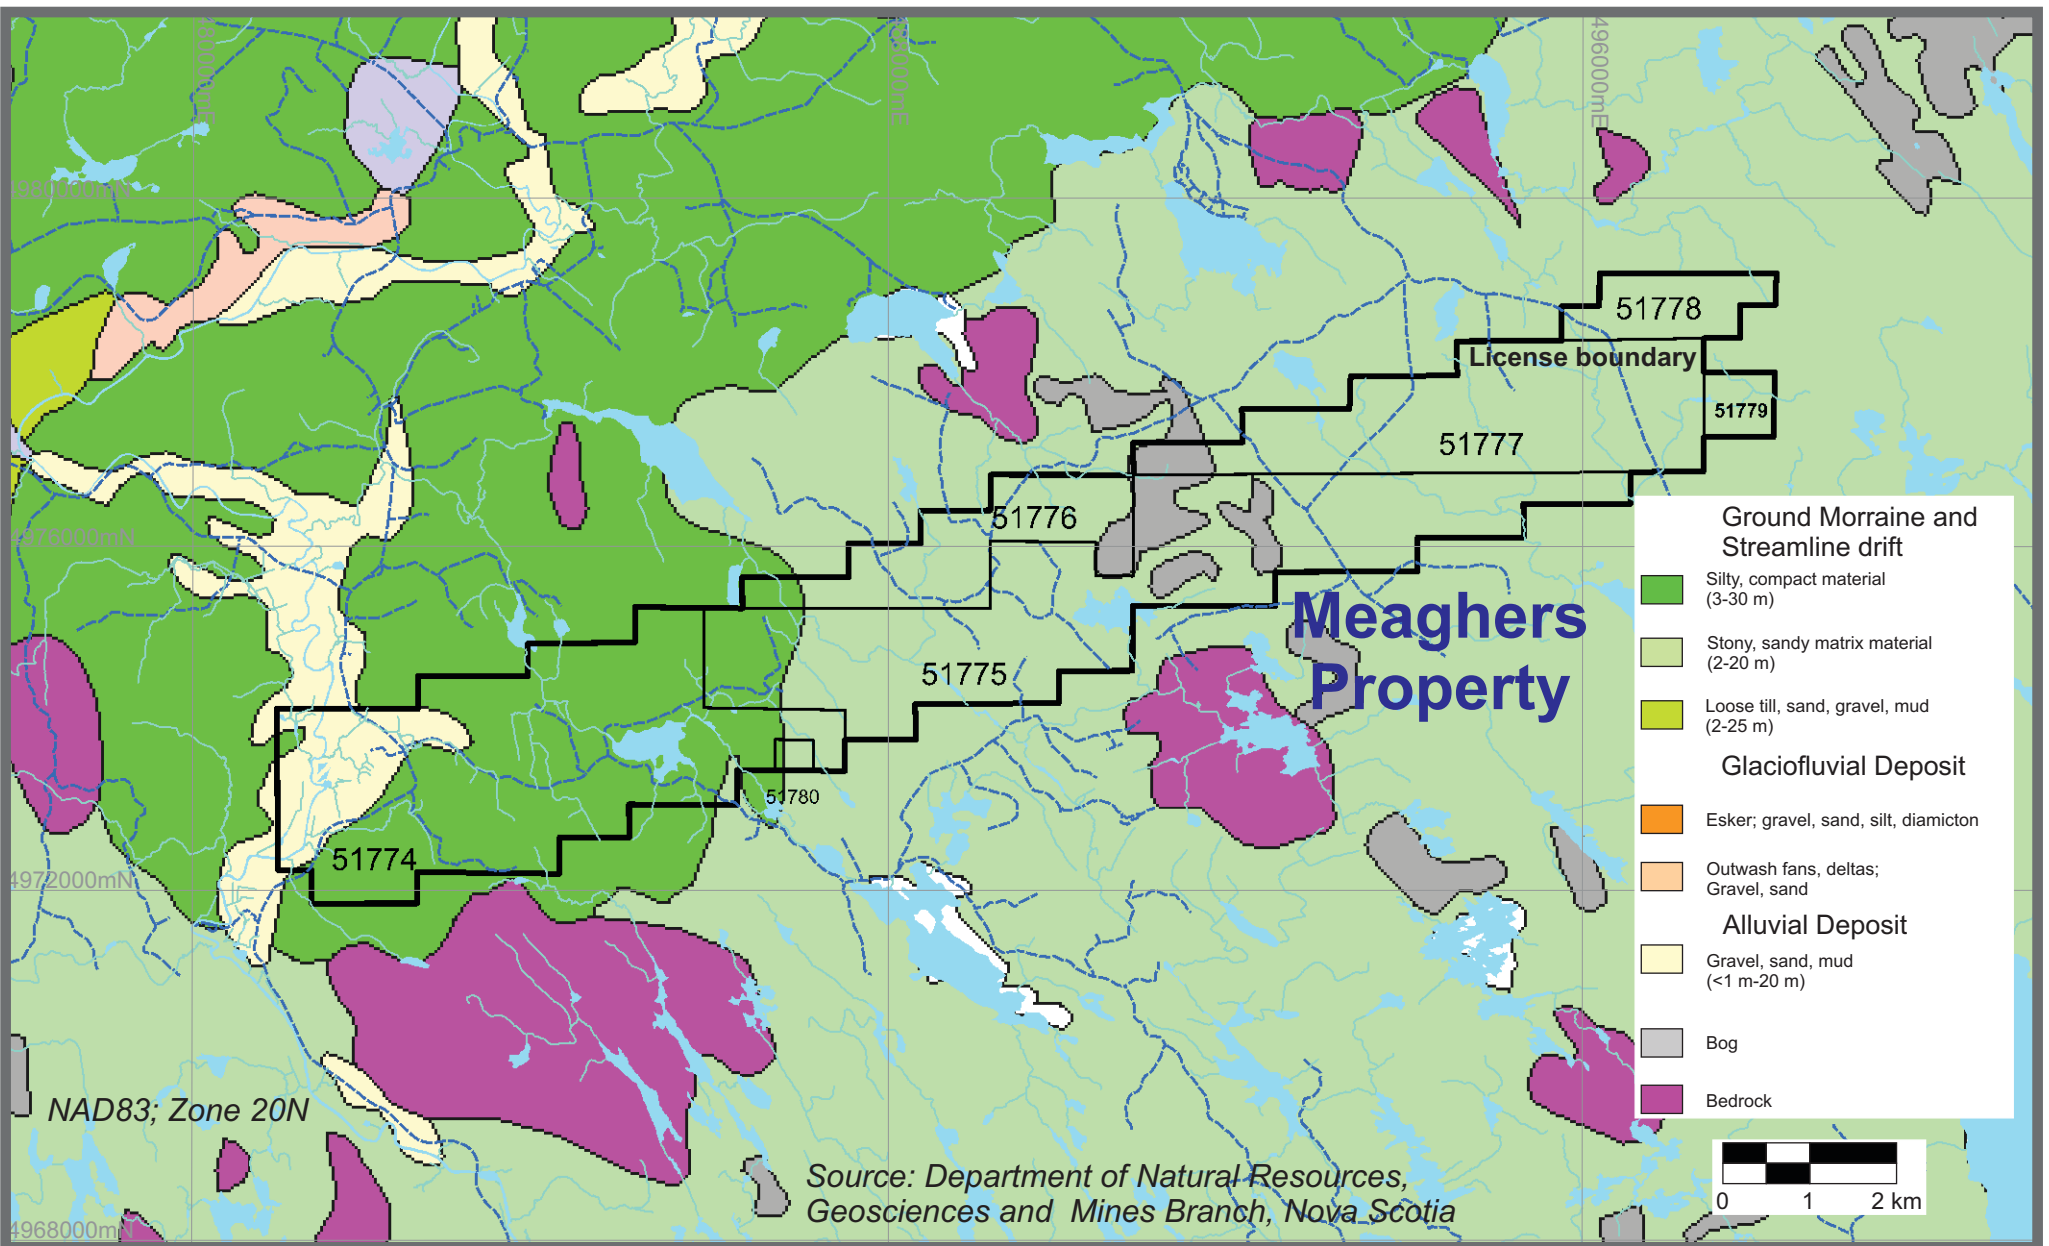 496000mE
4980000mN
51778
License boundary
51779
51777
51776
4976000mN
Ground Morraine and
Streamline drift
Silty, compact material
(3-30 m)
Stony, sandy matrix material
(2-20 m)
Loose till, sand, gravel, mud
(2-25 m)
Glaciofluvial Deposit
Esker; gravel, sand, silt, diamicton
Outwash fans, deltas;
Gravel, sand
Alluvial Deposit
Gravel, sand, mud
(<1 m-20 m)
Bog
Bedrock
Meaghers
Property
51775
51780
51774
4972000mN
NAD83; Zone 20N
Source: Department of Natural Resources,
Geosciences and Mines Branch, Nova Scotia
0 1 2 km
4968000mN